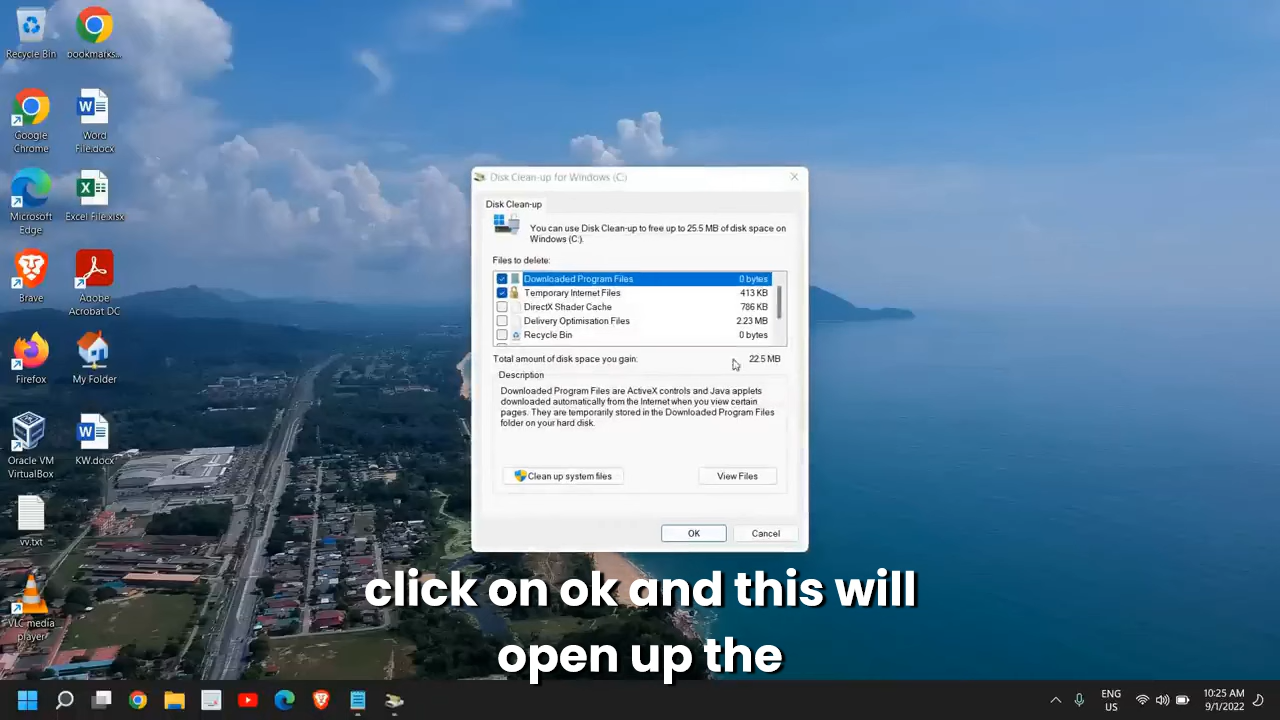 Recycle Bin
bookmarks...
Google
Chrome
Word
File.docx
Microsoft
Edge
Excel File.xlsx
Brave
Adobe
Acrobat DC
Firefox
My Folder
Oracle VM
VirtualBox
KW.docx
vv.txt
VLC media
player
Disk Clean-up for Windows (C:)
Disk Clean-up
You can use Disk Clean-up to free up to 25.5 MB of disk space on
Windows (C:).
Files to delete:
Downloaded Program Files 0 bytes
Temporary Internet Files 413 KB
DirectX Shader Cache 786 KB
Delivery Optimisation Files 2.23 MB
Recycle Bin 0 bytes
Total amount of disk space you gain: 22.5 MB
Description
Downloaded Program Files are ActiveX controls and Java applets
downloaded automatically from the Internet when you view certain
pages. They are temporarily stored in the Downloaded Program Files
folder on your hard disk.
Clean up system files
View Files
OK
Cancel
click on ok and this will
open up the
ENG
US
10:25 AM
9/1/2022